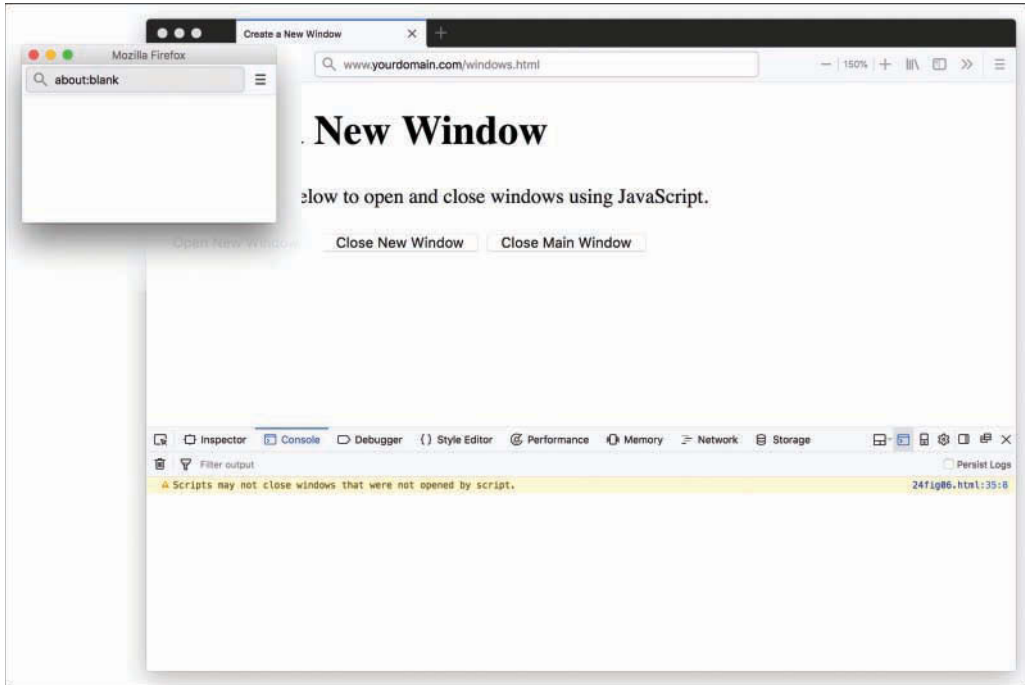 Create a New Window
Mozilla Firefox
about:blank
www.yourdomain.com/windows.html
150%
New Window
elow to open and close windows using JavaScript.
Open New Window
Close New Window
Close Main Window
Inspector
Console
Debugger
{ } Style Editor
Performance
Memory
Network
Storage
Filter output
Persist Logs
Scripts may not close windows that were not opened by script.
24fig06.html:35:8